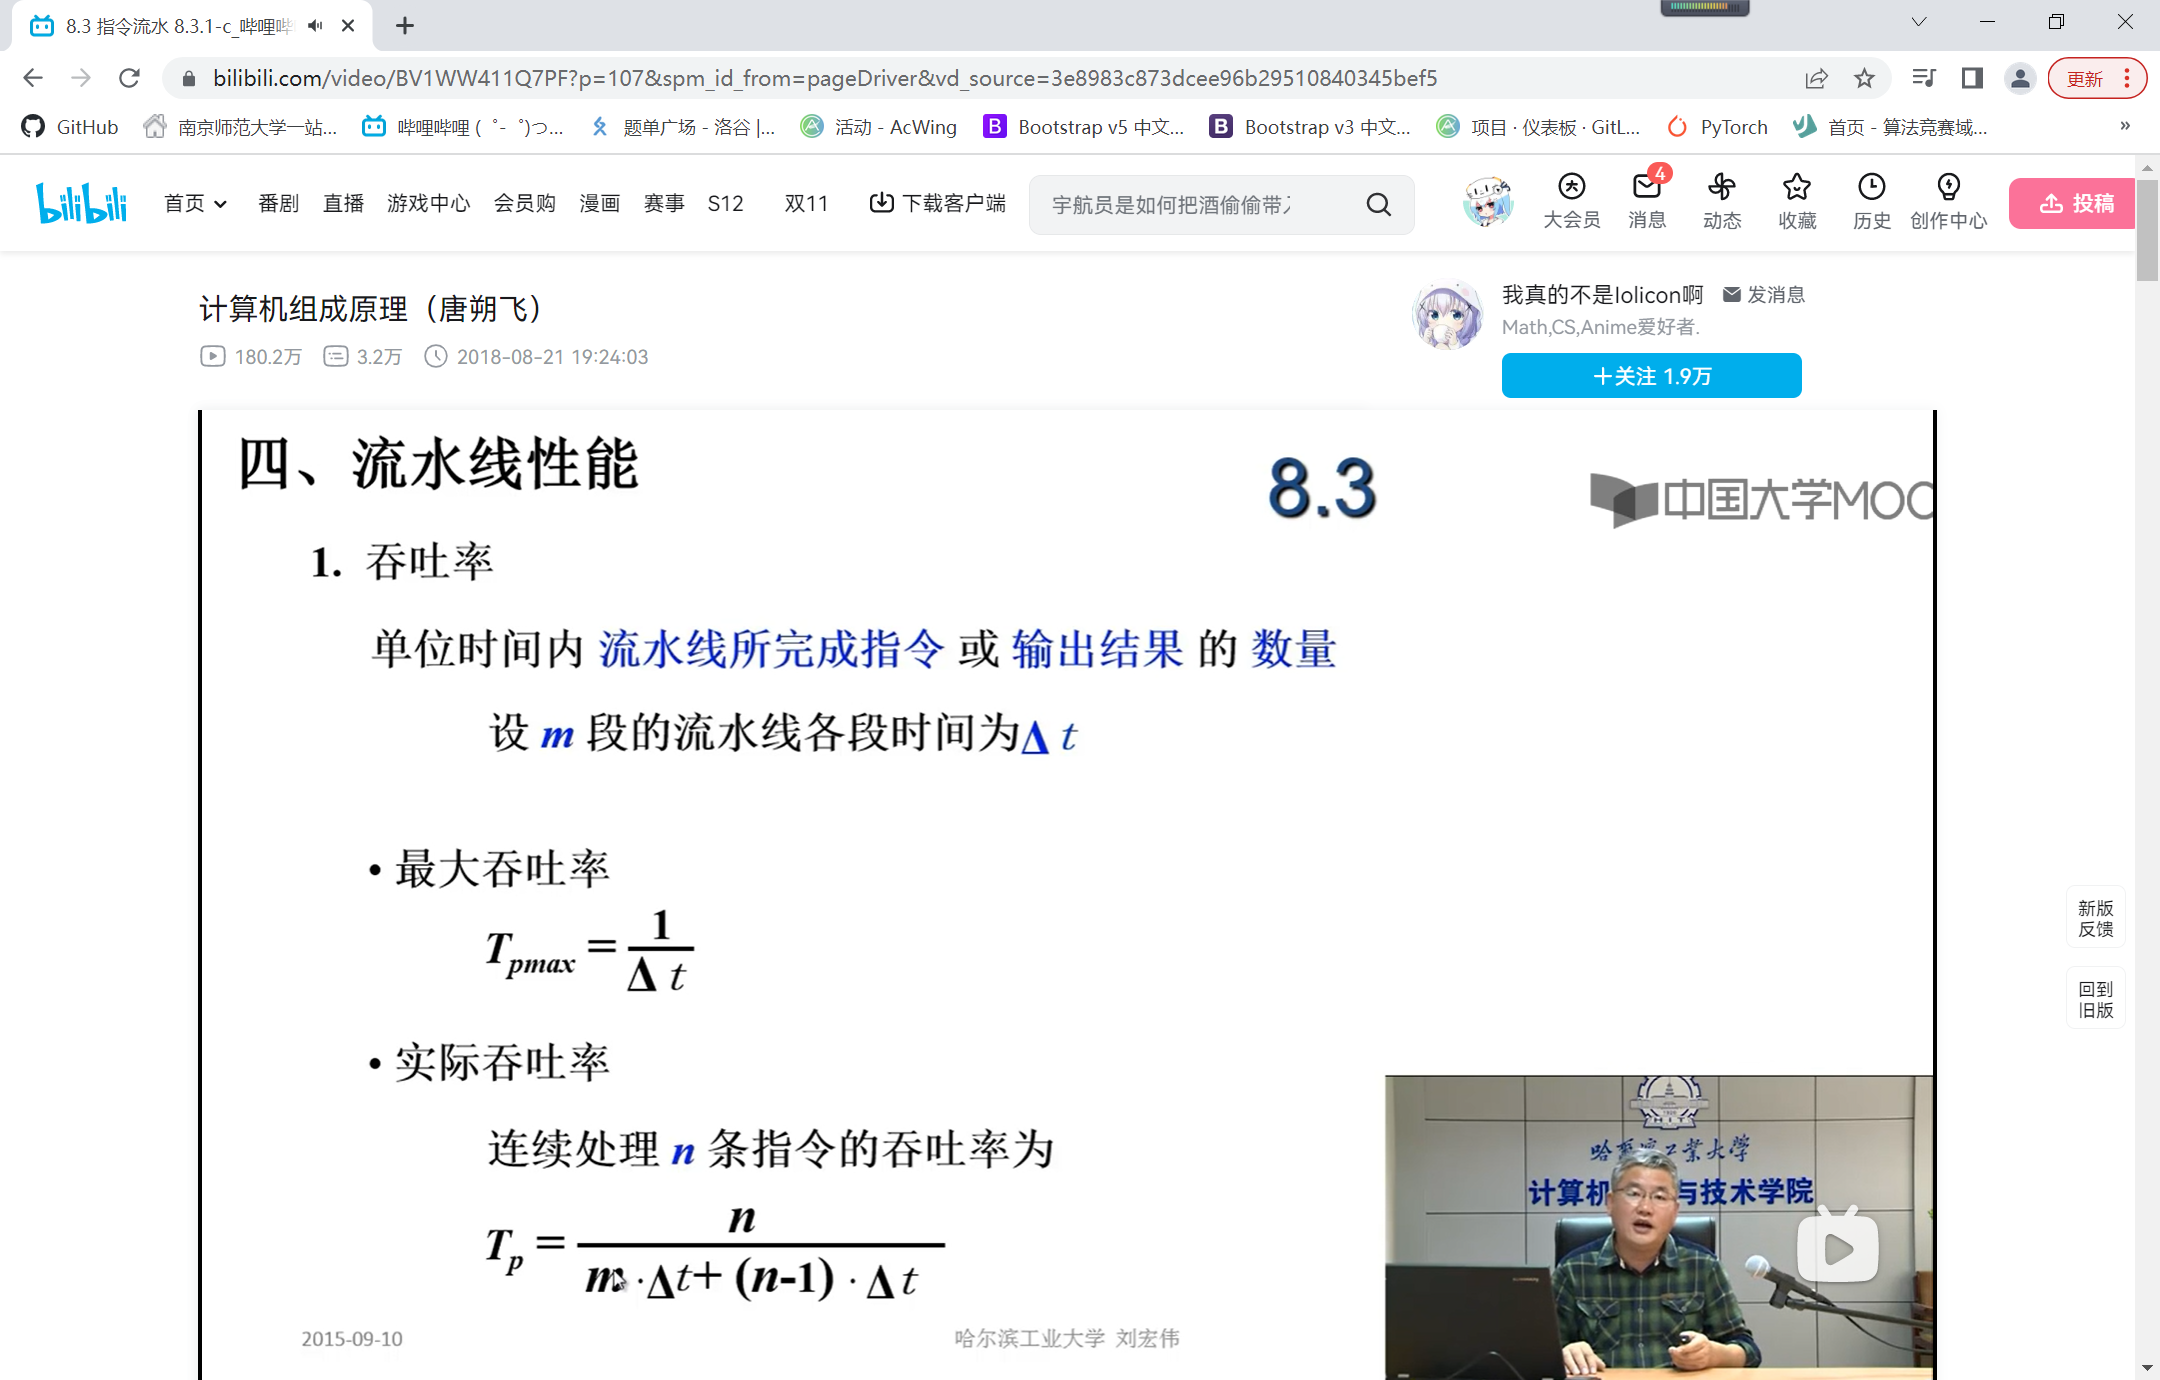 8.3 指令流水 8.3.1-c_哔哩哔
bilibili.com/video/BV1WW411Q7PF?p=107&spm_id_from=pageDriver&vd_source=3e8983c873dcee96b29510840345bef5
更新
GitHub 南京师范大学一站... 哔哩哔哩 ( ゜- ゜)つ... 题单广场 - 洛谷 |... 活动 - AcWing Bootstrap v5 中文... Bootstrap v3 中文... 项目 · 仪表板 · GitL... PyTorch 首页 - 算法竞赛域... »
bilibili 首页 番剧 直播 游戏中心 会员购 漫画 赛事 S12 双11 下载客户端 宇航员是如何把酒偷偷带 大会员 消息 4 动态 收藏 历史 创作中心 投稿
计算机组成原理（唐朔飞）
180.2万 3.2万 2018-08-21 19:24:03
我真的不是lolicon啊 发消息
Math,CS,Anime爱好者.
+关注 1.9万
四、流水线性能
8.3
中国大学MOC
1. 吞吐率
单位时间内 流水线所完成指令 或 输出结果 的 数量
设 m 段的流水线各段时间为Δ t
• 最大吞吐率
Tpmax = 1 / Δ t
• 实际吞吐率
连续处理 n 条指令的吞吐率为
Tp = n / m ·Δt+ (n-1) · Δ t
2015-09-10
哈尔滨工业大学 刘宏伟
哈尔滨工业大学
计算机 与技术学院
新版
反馈
回到
旧版